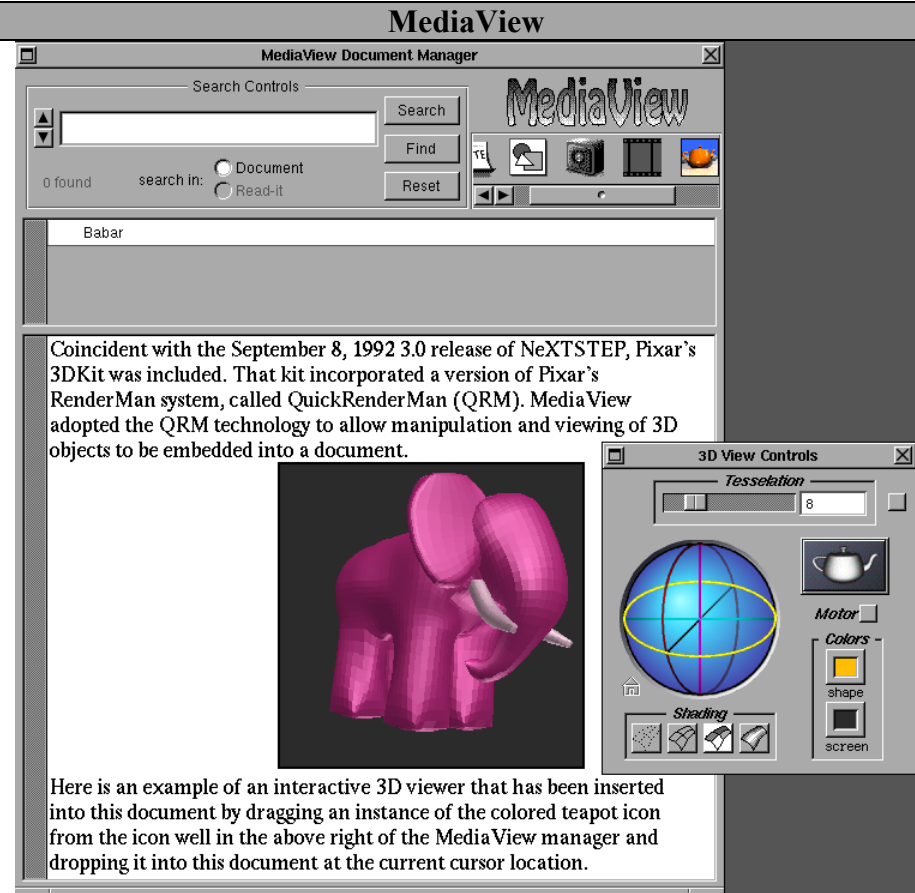 MediaView
MediaView Document Manager
Search Controls
Search
MediaView
Find
0 found
search in:
Document
Read-it
Reset
Babar
Coincident with the September 8, 1992 3.0 release of NeXTSTEP, Pixar's
3DKit was included. That kit incorporated a version of Pixar's
RenderMan system, called QuickRenderMan (QRM). MediaView
adopted the QRM technology to allow manipulation and viewing of 3D
objects to be embedded into a document.
3D View Controls
Tesselation
8
Motor
Colors
shape
screen
Shading
Here is an example of an interactive 3D viewer that has been inserted
into this document by dragging an instance of the colored teapot icon
from the icon well in the above right of the MediaView manager and
dropping it into this document at the current cursor location.